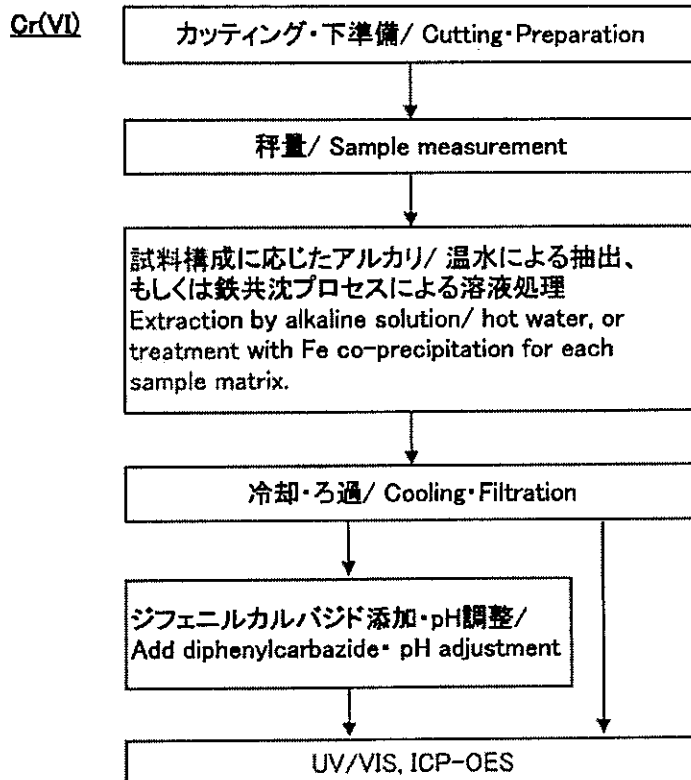 Cr(VI)
カッティング・下準備/ Cutting・Preparation
秤量/ Sample measurement
試料構成に応じたアルカリ/ 温水による抽出、
もしくは鉄共沈プロセスによる溶液処理
Extraction by alkaline solution/ hot water, or
treatment with Fe co-precipitation for each
sample matrix.
冷却・ろ過/ Cooling・Filtration
ジフェニルカルバジド添加・pH調整/
Add diphenylcarbazide・ pH adjustment
UV/VIS, ICP-OES